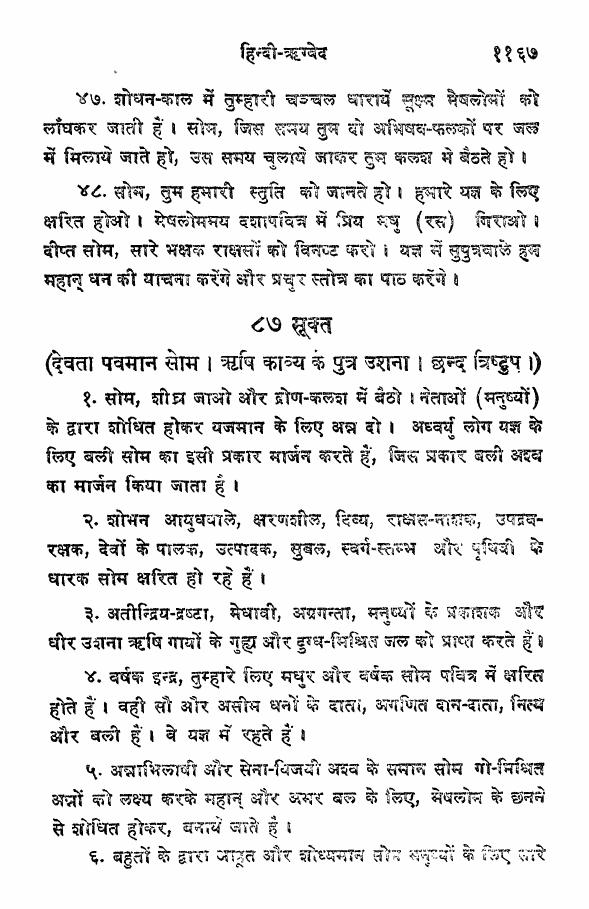 हिन्दी-ऋग्वेद ११६७
४७. शोधन-काल में तुम्हारी चञ्चल धारायें सूक्ष्म मेषलोमों को
लाँघकर जाती हैं। सोम, जिस समय तुम दो अभिषव-फलकों पर जल
में मिलाये जाते हो, उस समय चुलाये जाकर तुम कलश में बैठते हो।
४८. सोम, तुम हमारी स्तुति को जानते हो। हमारे यज्ञ के लिए
क्षरित होओ। मेषलोममय दशापवित्र में प्रिय मधु (रस) गिराओ।
दीप्त सोम, सारे भक्षक राक्षसों को विनष्ट करो। यज्ञ में सुपुत्रवाले हम
महान् धन की याचना करेंगे और प्रचुर स्तोत्र का पाठ करेंगे।
८७ सूक्त
(देवता पवमान सोम। ऋषि काव्य के पुत्र उशना। छन्द त्रिष्टुप।)
१. सोम, शीघ्र जाओ और द्रोण-कलश में बैठो। नेताओं (मनुष्यों)
के द्वारा शोधित होकर यजमान के लिए अन्न दो। अध्वर्यु लोग यज्ञ के
लिए बली सोम का इसी प्रकार मार्जन करते हैं, जिस प्रकार बली अश्व
का मार्जन किया जाता है।
२. शोभन आयुधवाले, क्षरणशील, दिव्य, राक्षस-नाशक, उपद्रव-
रक्षक, देवों के पालक, उत्पादक, सुबल, स्वर्ग-स्तम्भ और पृथिवी के
धारक सोम क्षरित हो रहे हैं।
३. अतीन्द्रिय-द्रष्टा, मेधावी, अग्रगन्ता, मनुष्यों के प्रकाशक और
धीर उशना ऋषि गायों के गुह्य और दुग्ध-मिश्रित जल को प्राप्त करते हैं।
४. वर्षक इन्द्र, तुम्हारे लिए मधुर और वर्षक सोम पवित्र में क्षरित
होते हैं। वही सौ और असीम धनों के दाता, अगणित दान-दाता, नित्य
और बली हैं। वे यज्ञ में रहते हैं।
५. अन्नाभिलाषी और सेना-विजयी अश्व के समान सोम गो-मिश्रित
अन्नों को लक्ष्य करके महान् और अमर बल के लिए, मेषलोम के छनने
से शोधित होकर, बनाये जाते हैं।
६. बहुतों के द्वारा आहूत और शोध्यमान सोम मनुष्यों के लिए सारे